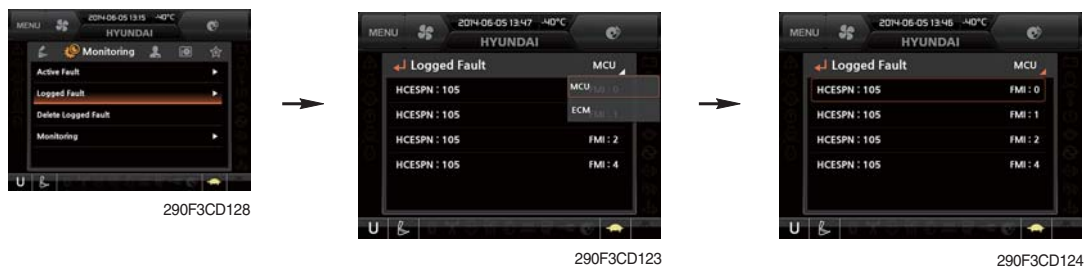 MENU 2014-06-05 13:15 -40°C
HYUNDAI
Monitoring
Active Fault
Logged Fault
Delete Logged Fault
Monitoring
U
290F3CD128
MENU 2014-06-05 13:47 -40°C
HYUNDAI
Logged Fault MCU
HCESPN : 105 MCU
HCESPN : 105 ECM
HCESPN : 105 FMI : 2
HCESPN : 105 FMI : 4
U
290F3CD123
MENU 2014-06-05 13:46 -40°C
HYUNDAI
Logged Fault MCU
HCESPN : 105 FMI : 0
HCESPN : 105 FMI : 1
HCESPN : 105 FMI : 2
HCESPN : 105 FMI : 4
U
290F3CD124